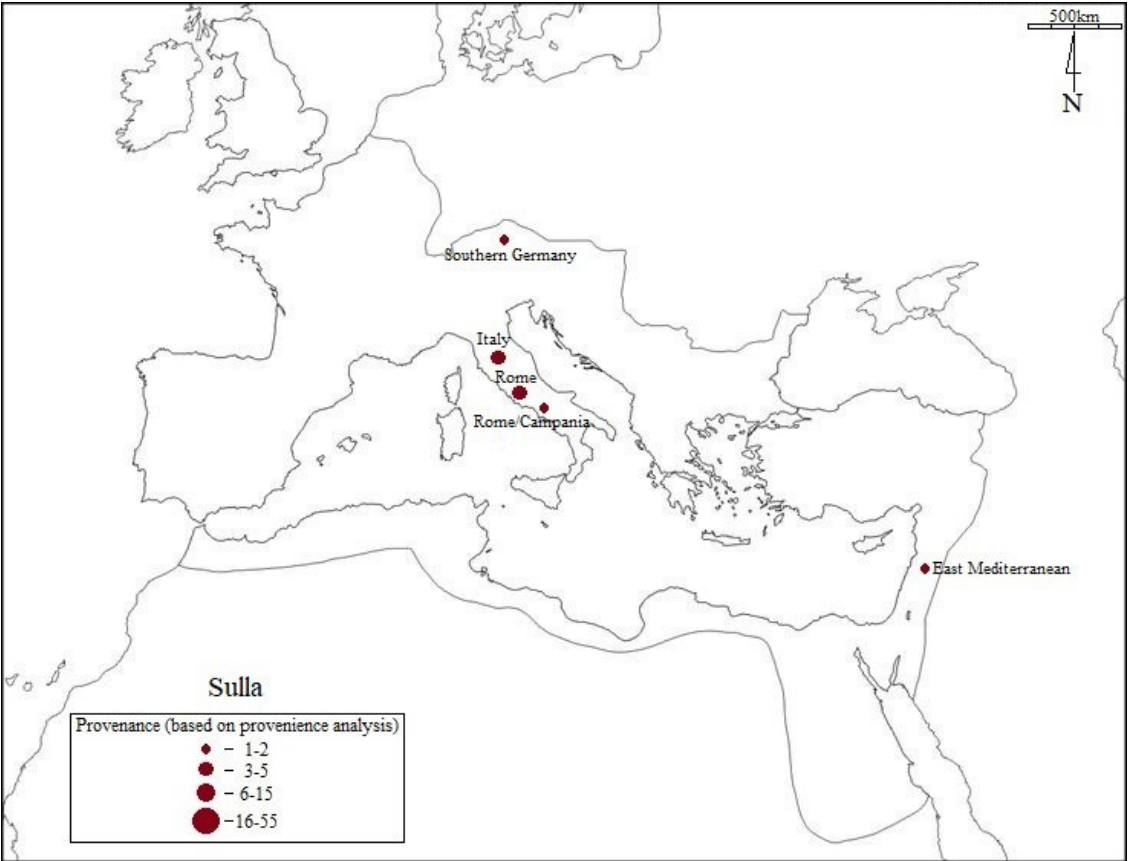 500km
N
Southern Germany
Italy
Rome
Rome/Campania
East Mediterranean
Sulla
Provenance (based on provenience analysis)
– 1-2
– 3-5
– 6-15
–16-55